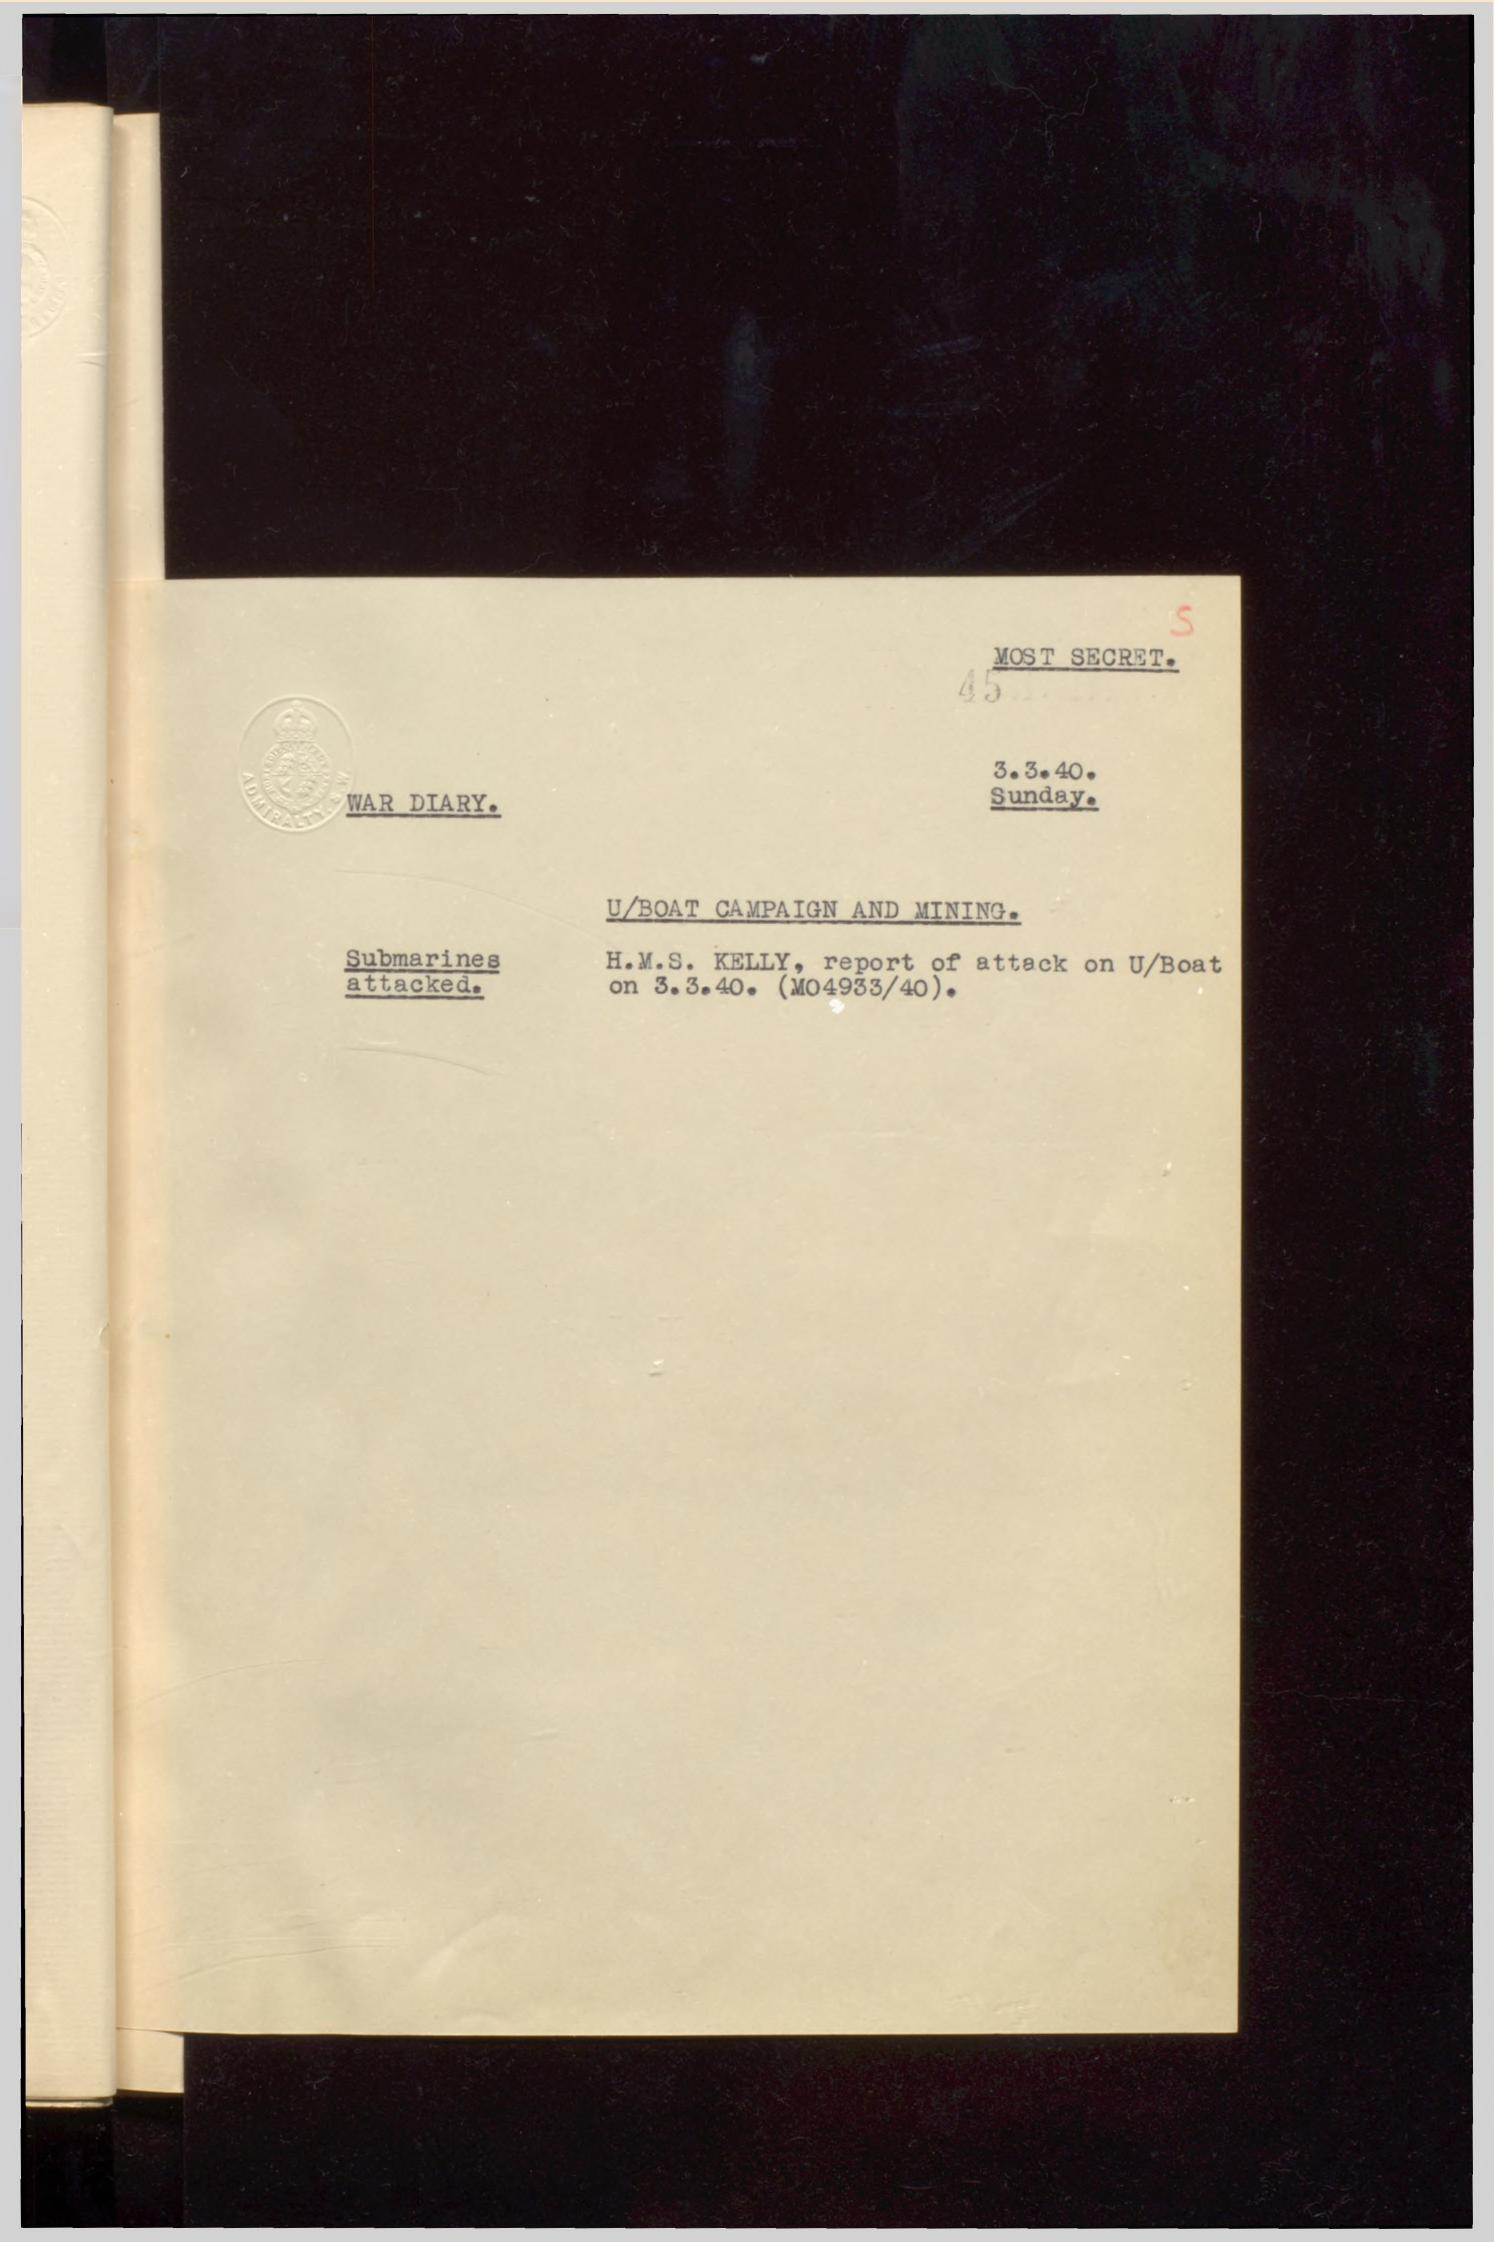 S
MOST SECRET.
45
3.3.40.
Sunday.
ADMIRALTY. S.W
WAR DIARY.
U/BOAT CAMPAIGN AND MINING.
Submarines
attacked.
H.M.S. KELLY, report of attack on U/Boat
on 3.3.40. (M04933/40).